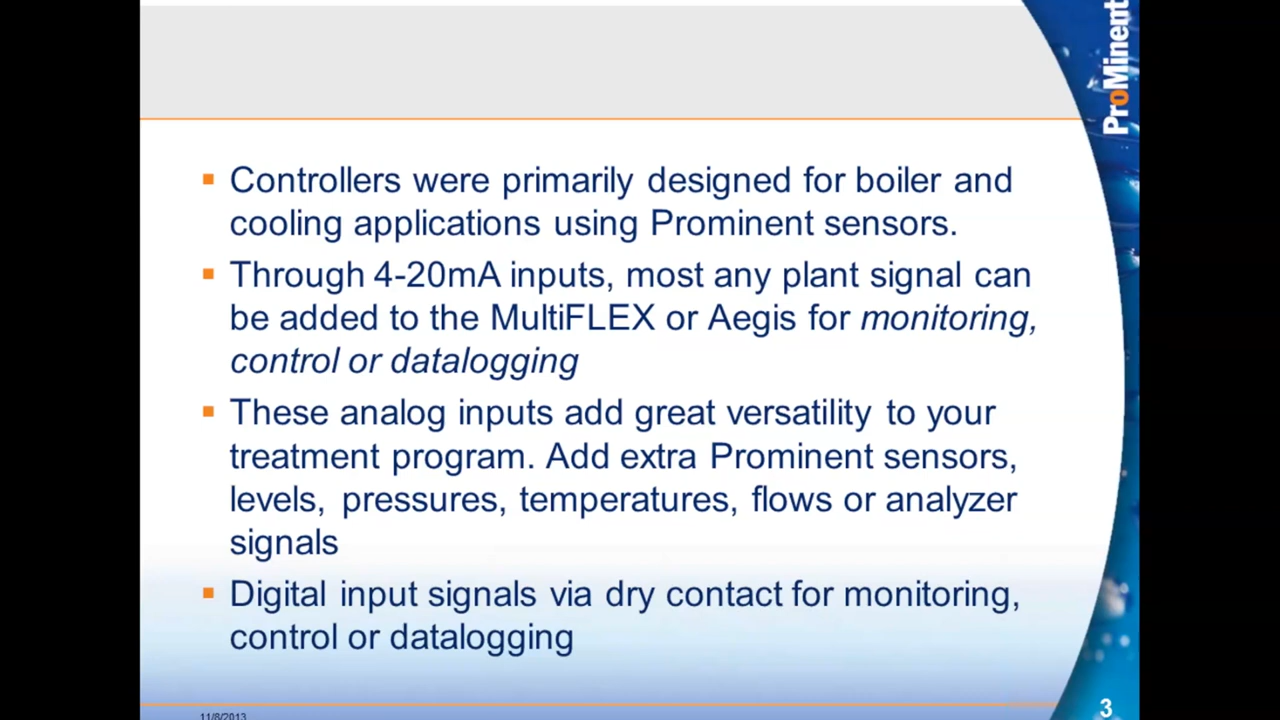 ProMinent
Controllers were primarily designed for boiler and
cooling applications using Prominent sensors.
Through 4-20mA inputs, most any plant signal can
be added to the MultiFLEX or Aegis for monitoring,
control or datalogging
These analog inputs add great versatility to your
treatment program. Add extra Prominent sensors,
levels, pressures, temperatures, flows or analyzer
signals
Digital input signals via dry contact for monitoring,
control or datalogging
11/8/2013
3